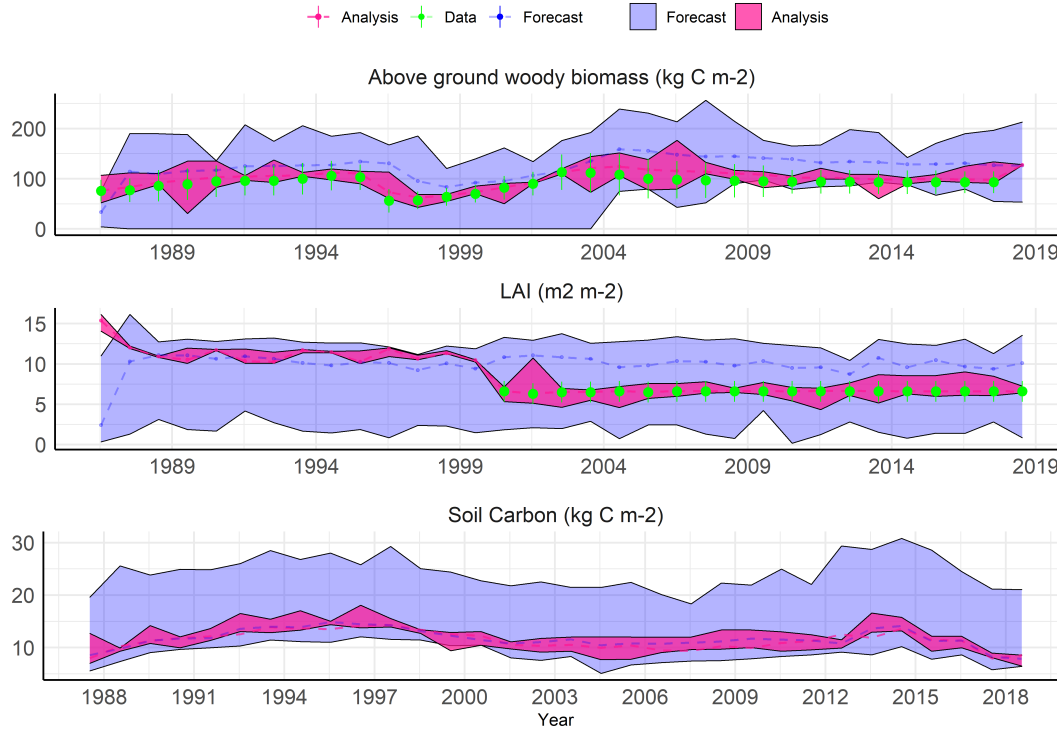 Analysis Data Forecast Forecast Analysis
Above ground woody biomass (kg C m-2)
200
100
0
1989 1994 1999 2004 2009 2014 2019
LAI (m2 m-2)
15
10
5
0
1989 1994 1999 2004 2009 2014 2019
Soil Carbon (kg C m-2)
30
20
10
1988 1991 1994 1997 2000 2003 2006 2009 2012 2015 2018
Year